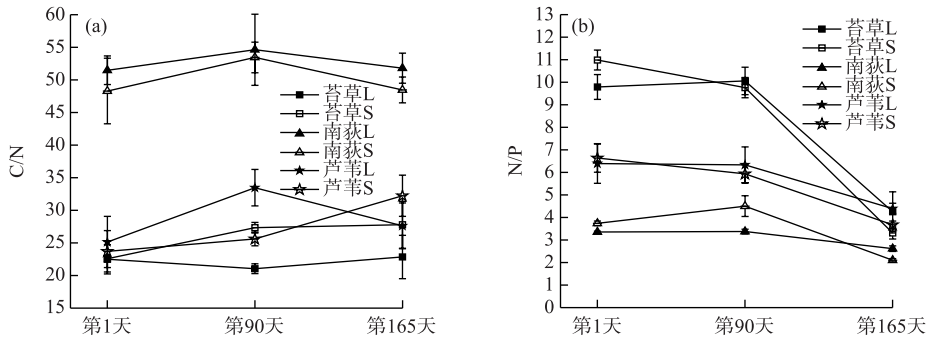 (a)
C/N
60
55
50
45
40
35
30
25
20
15
苔草L
苔草S
南荻L
南荻S
芦苇L
芦苇S
第1天
第90天
第165天
(b)
N/P
13
12
11
10
9
8
7
6
5
4
3
2
1
0
苔草L
苔草S
南荻L
南荻S
芦苇L
芦苇S
第1天
第90天
第165天